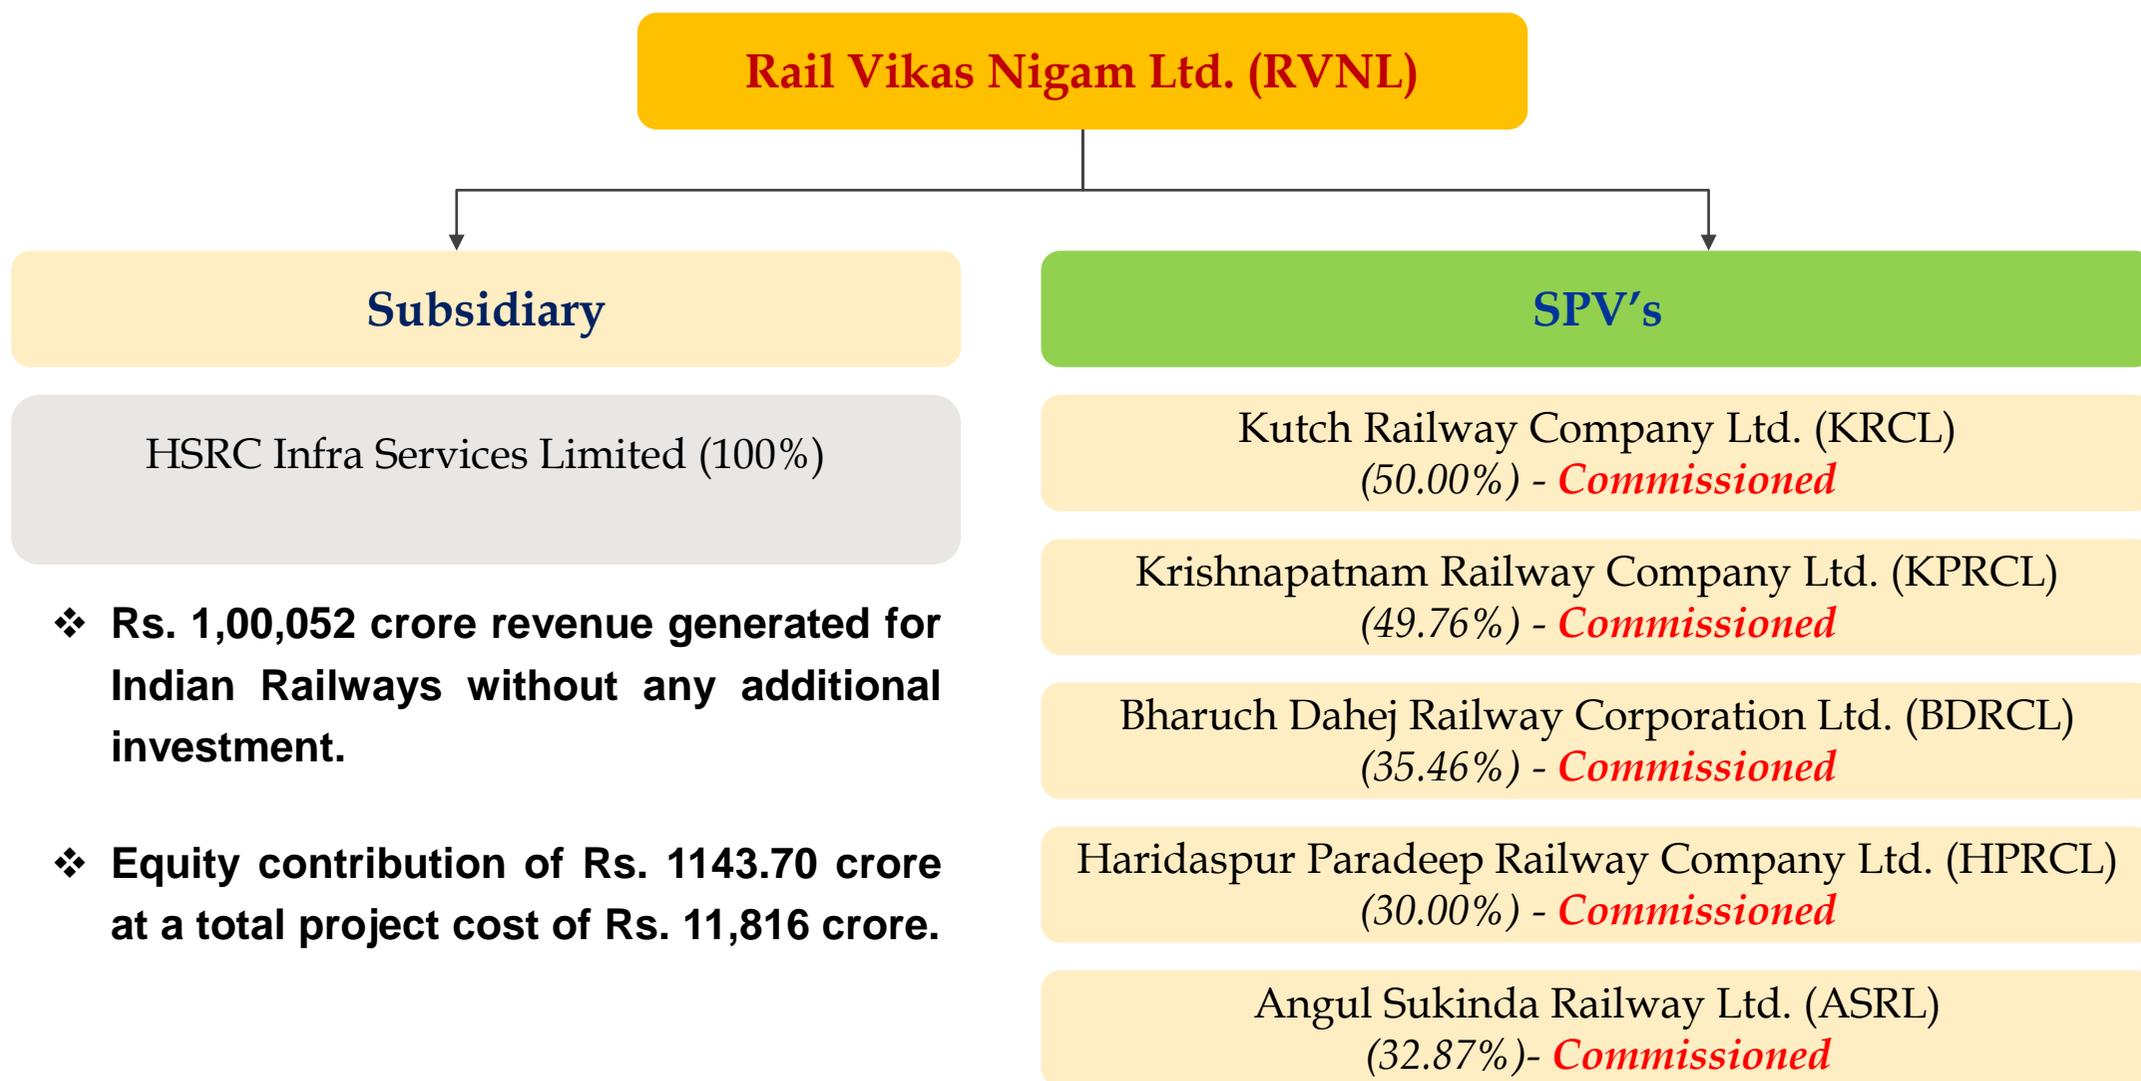 Rail Vikas Nigam Ltd. (RVNL)
Subsidiary
HSRC Infra Services Limited (100%)
❖ Rs. 1,00,052 crore revenue generated for
Indian Railways without any additional
investment.
❖ Equity contribution of Rs. 1143.70 crore
at a total project cost of Rs. 11,816 crore.
SPV’s
Kutch Railway Company Ltd. (KRCL)
(50.00%) - Commissioned
Krishnapatnam Railway Company Ltd. (KPRCL)
(49.76%) - Commissioned
Bharuch Dahej Railway Corporation Ltd. (BDRCL)
(35.46%) - Commissioned
Haridaspur Paradeep Railway Company Ltd. (HPRCL)
(30.00%) - Commissioned
Angul Sukinda Railway Ltd. (ASRL)
(32.87%)- Commissioned